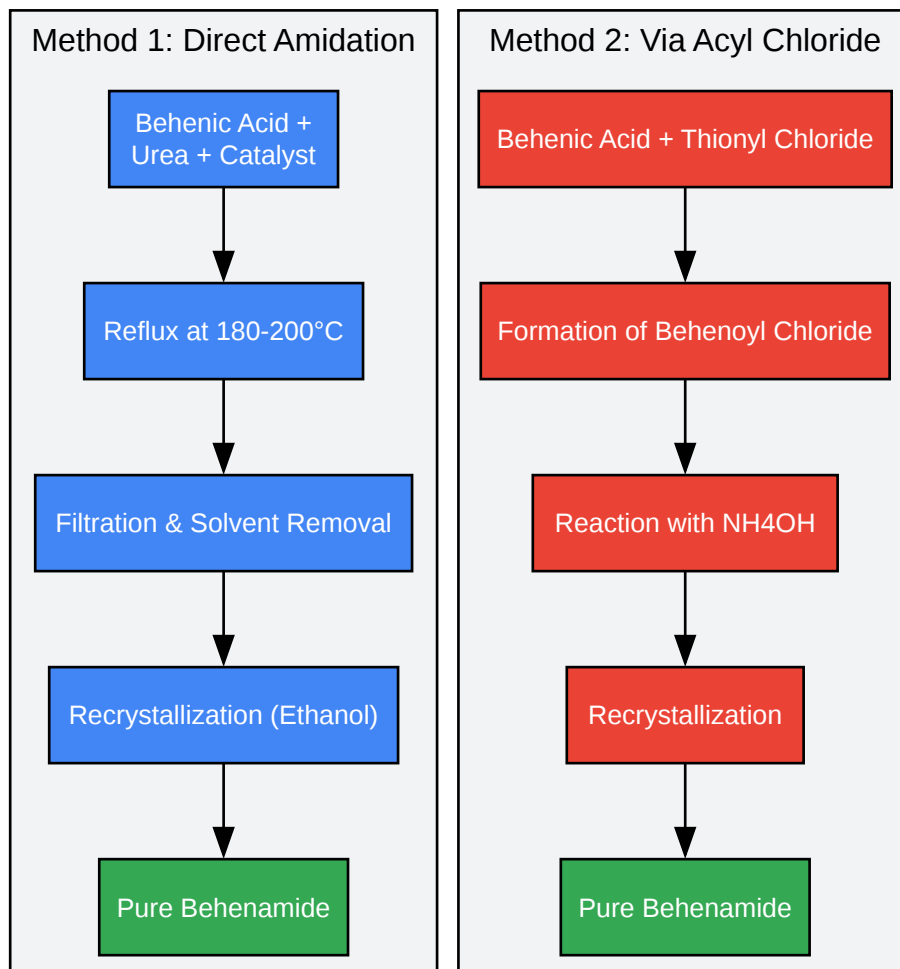 Method 1: Direct Amidation
Behenic Acid +
Urea + Catalyst
Reflux at 180-200°C
Filtration & Solvent Removal
Recrystallization (Ethanol)
Pure Behenamide
Method 2: Via Acyl Chloride
Behenic Acid + Thionyl Chloride
Formation of Behenoyl Chloride
Reaction with NH4OH
Recrystallization
Pure Behenamide